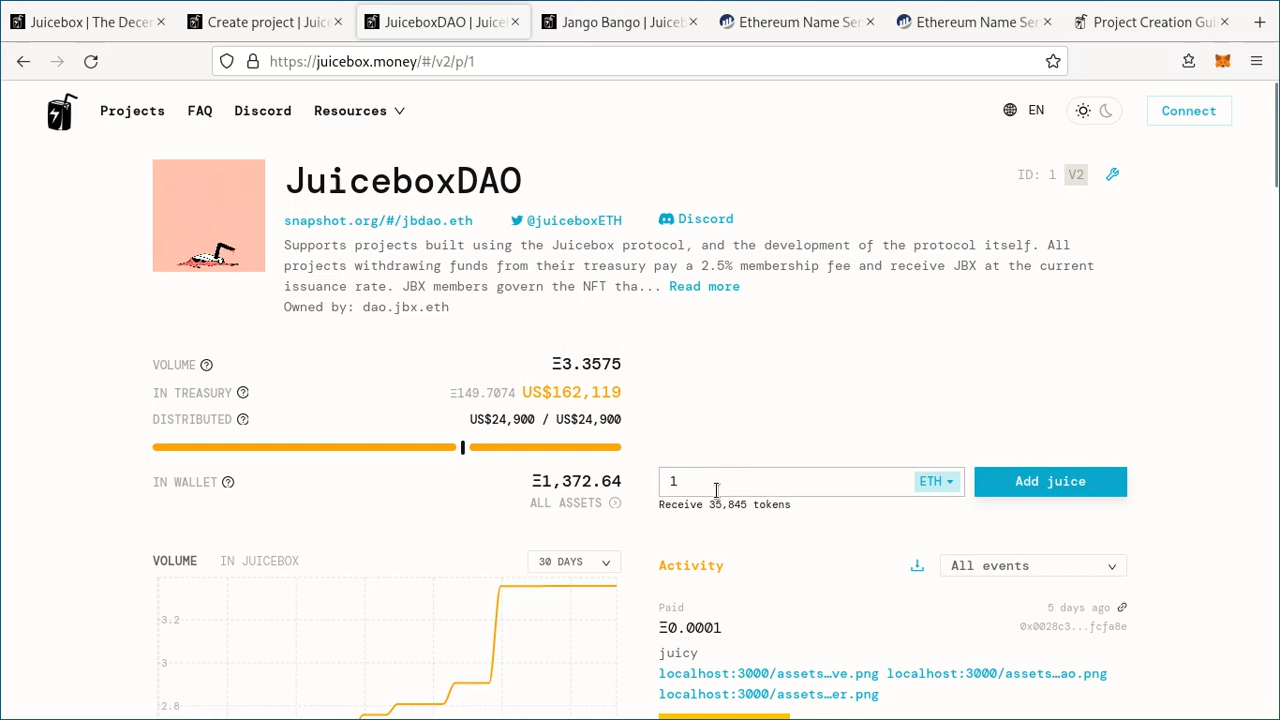 Juicebox | The Decen
Create project | Juice
JuiceboxDAO | Juicel
Jango Bango | Juicebo
Ethereum Name Ser
Ethereum Name Ser
Project Creation Gui
https://juicebox.money/#/v2/p/1
Projects FAQ Discord Resources EN Connect
JuiceboxDAO
ID: 1 V2
snapshot.org/#/jbdao.eth @juiceboxETH Discord
Supports projects built using the Juicebox protocol, and the development of the protocol itself. All
projects withdrawing funds from their treasury pay a 2.5% membership fee and receive JBX at the current
issuance rate. JBX members govern the NFT tha... Read more
Owned by: dao.jbx.eth
VOLUME Ξ3.3575
IN TREASURY Ξ149.7074 US$162,119
DISTRIBUTED US$24,900 / US$24,900
IN WALLET Ξ1,372.64
ALL ASSETS
1 ETH Add juice
Receive 35,845 tokens
VOLUME IN JUICEBOX 30 DAYS
3.2
3
2.8
Activity All events
Paid 5 days ago
Ξ0.0001 0x0028c3...fcfa8e
juicy
localhost:3000/assets…ve.png localhost:3000/assets…ao.png
localhost:3000/assets…er.png